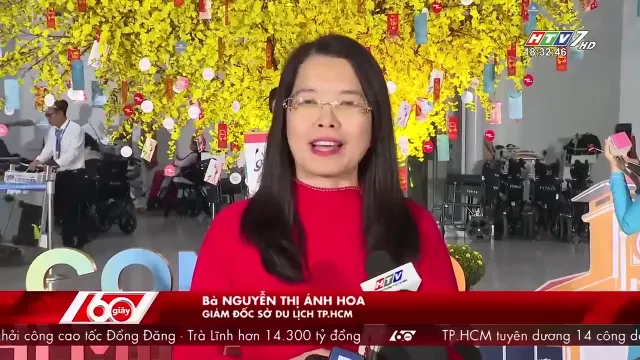 HTV7 HD
18:32:46
HTV
60 giây
Bà NGUYỄN THỊ ÁNH HOA
GIÁM ĐỐC SỞ DU LỊCH TP.HCM
khởi công cao tốc Đồng Đăng - Trà Lĩnh hơn 14.300 tỷ đồng
60
TP.HCM tuyên dương 14 công